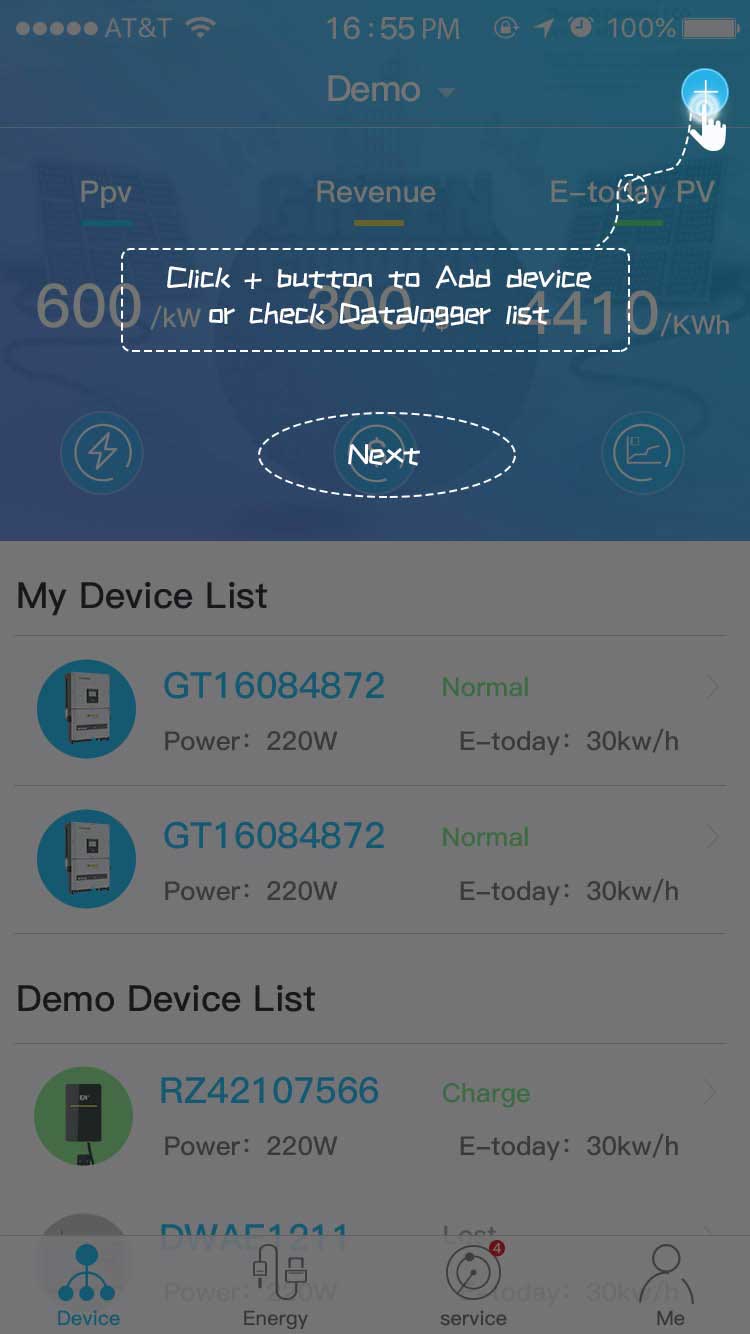 AT&T 16:55PM 100%
Demo
Ppv Revenue E-today PV
Click + button to Add device
or check Datalogger list
600/kW 300/$ 4410/KWh
Next
My Device List
GT16084872 Normal
Power: 220W E-today: 30kw/h
GT16084872 Normal
Power: 220W E-today: 30kw/h
Demo Device List
RZ42107566 Charge
Power: 220W E-today: 30kw/h
DWAE1211 Lost
Power: 220W E-today: 30kw/h
4
Device Energy service Me